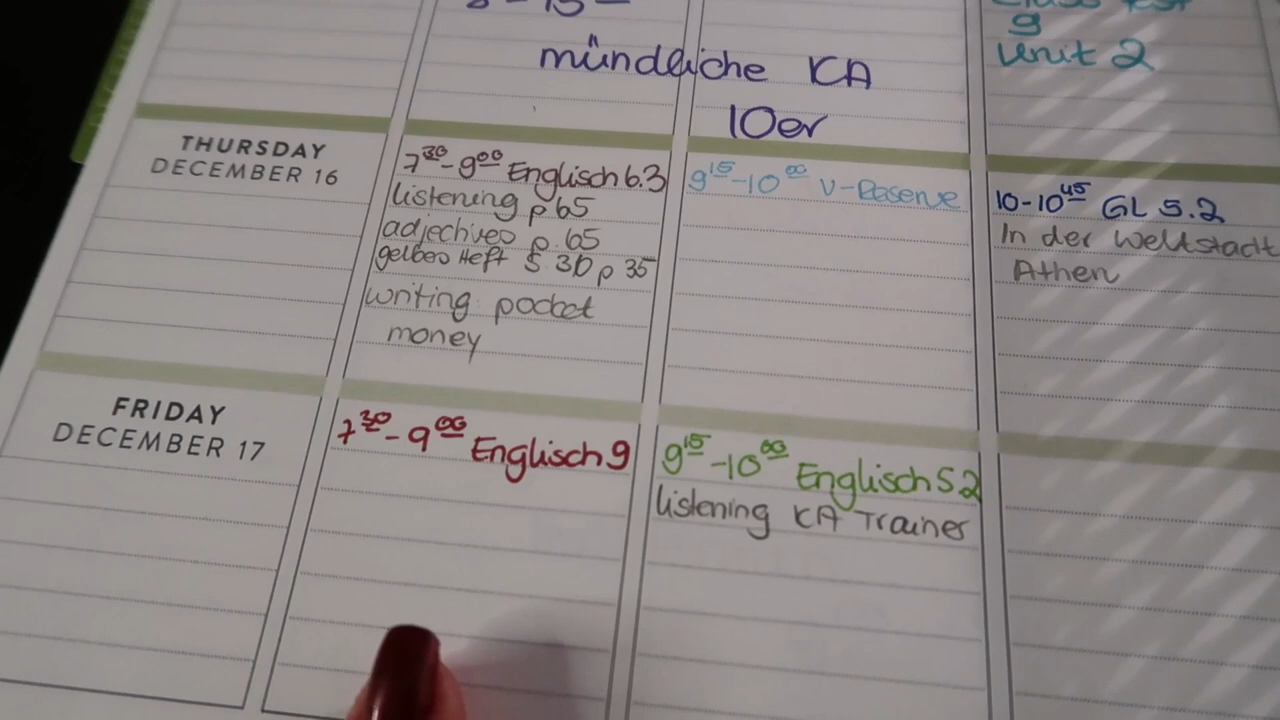 mündliche KA
10er
9
Unit 2
THURSDAY
DECEMBER 16
7³⁰-9⁰⁰ Englisch 6.3
listening p 65
adjectives p. 65
gelbes Heft S. 30 p 35
writing: pocket
money
9¹⁵-10⁰⁰ V-Reserve
10-10⁴⁵ GL 5.2
In der Weltstadt
Athen
FRIDAY
DECEMBER 17
7³⁰-9⁰⁰ Englisch 9
9¹⁵-10⁰⁰ Englisch 5.2
listening KA Trainer